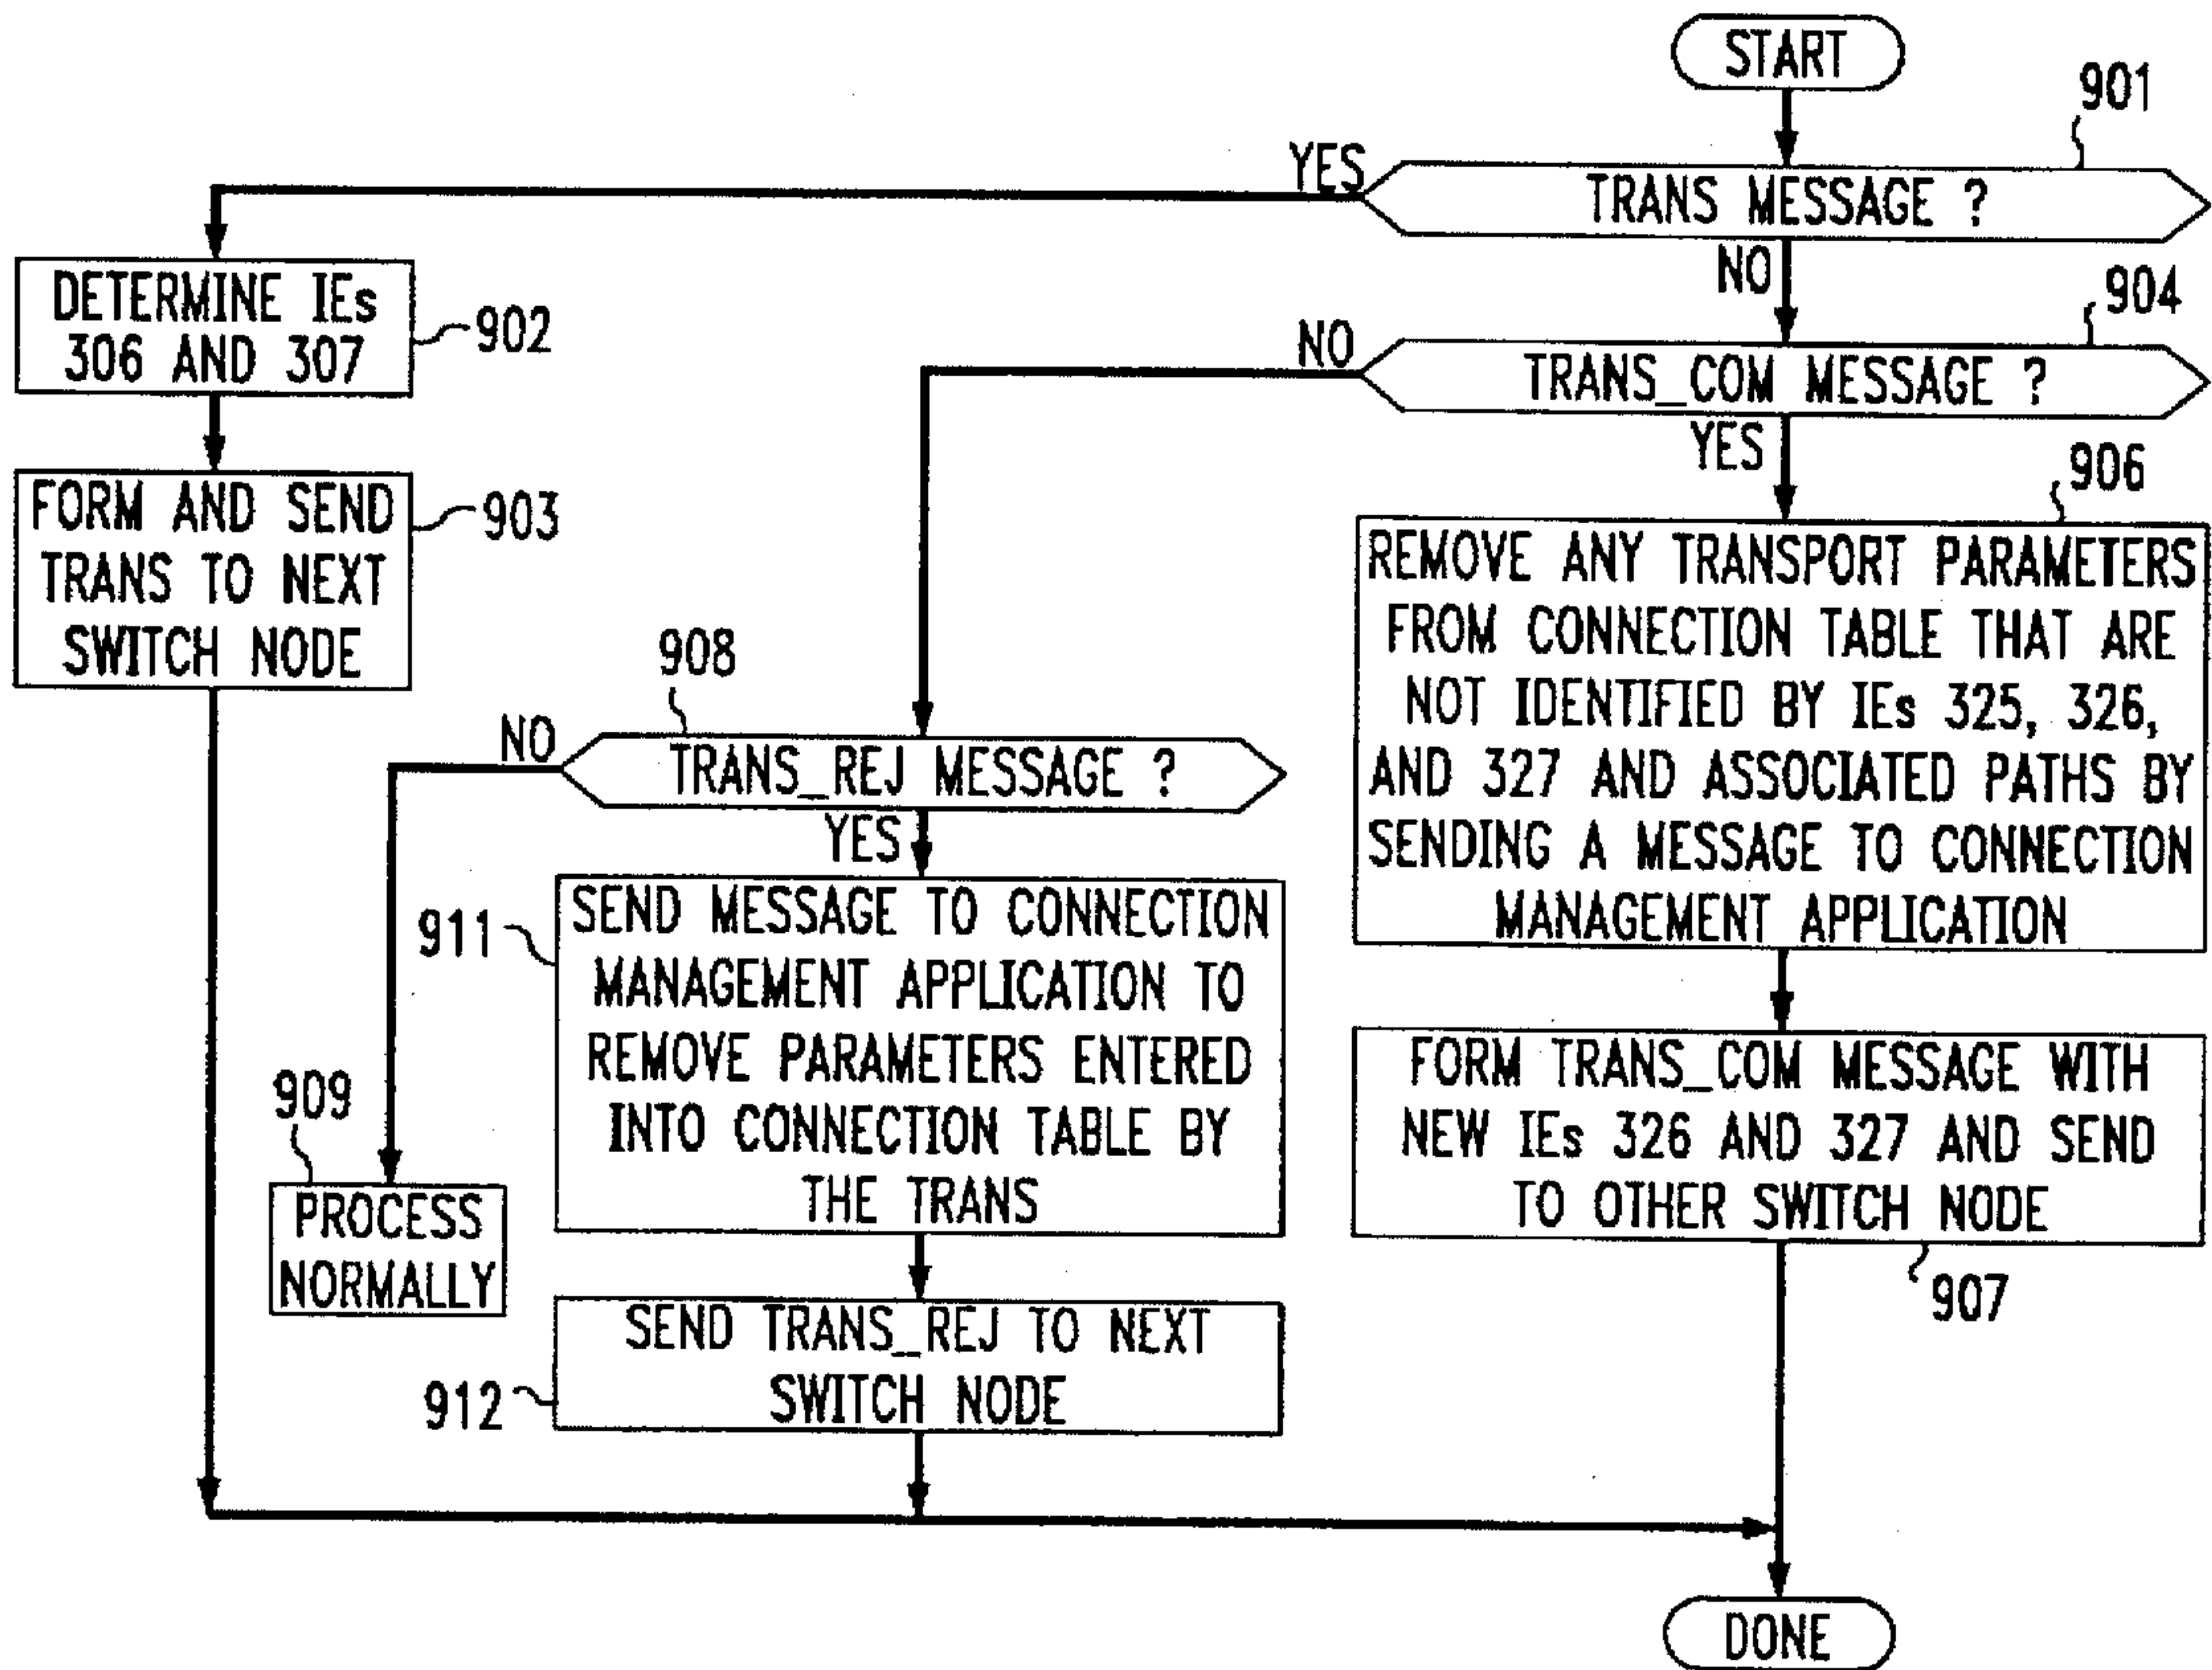 START
901
YES
TRANS MESSAGE ?
NO
DETERMINE IEs
306 AND 307
902
904
NO
TRANS_COM MESSAGE ?
YES
FORM AND SEND
TRANS TO NEXT
SWITCH NODE
903
906
REMOVE ANY TRANSPORT PARAMETERS
FROM CONNECTION TABLE THAT ARE
NOT IDENTIFIED BY IEs 325, 326,
AND 327 AND ASSOCIATED PATHS BY
SENDING A MESSAGE TO CONNECTION
MANAGEMENT APPLICATION
908
NO
TRANS_REJ MESSAGE ?
YES
911
SEND MESSAGE TO CONNECTION
MANAGEMENT APPLICATION TO
REMOVE PARAMETERS ENTERED
INTO CONNECTION TABLE BY
THE TRANS
FORM TRANS_COM MESSAGE WITH
NEW IEs 326 AND 327 AND SEND
TO OTHER SWITCH NODE
907
909
PROCESS
NORMALLY
SEND TRANS_REJ TO NEXT
SWITCH NODE
912
DONE